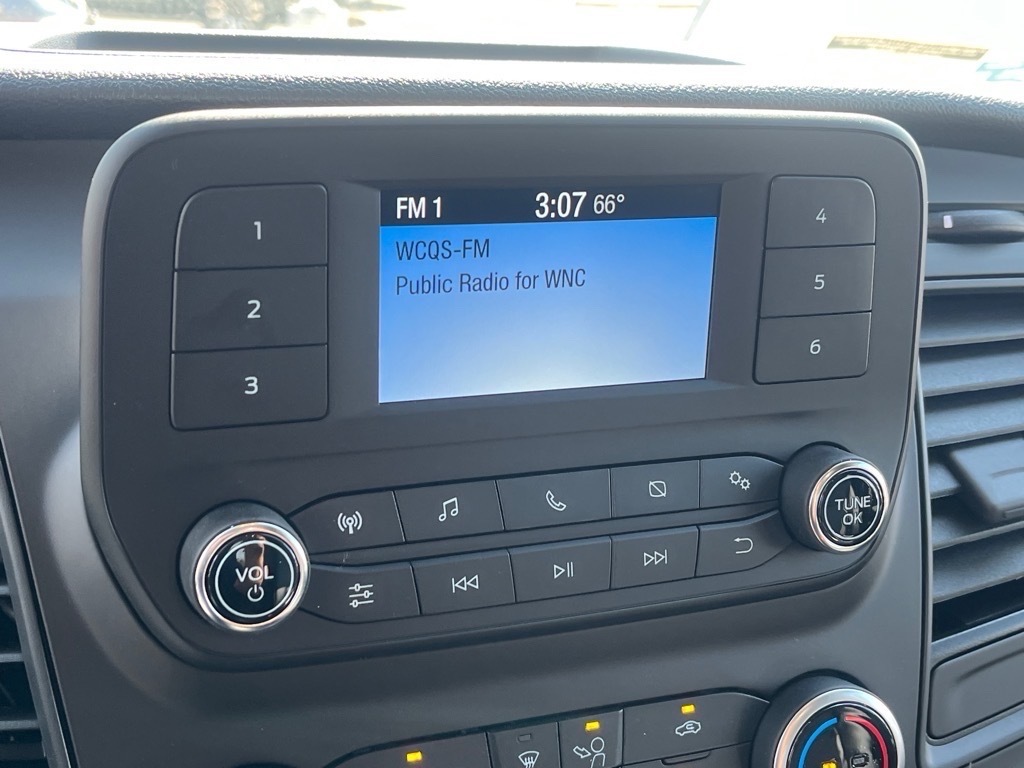 FM 1 3:07 66°
WCQS-FM
Public Radio for WNC
1
2
3
4
5
6
VOL
TUNE
OK